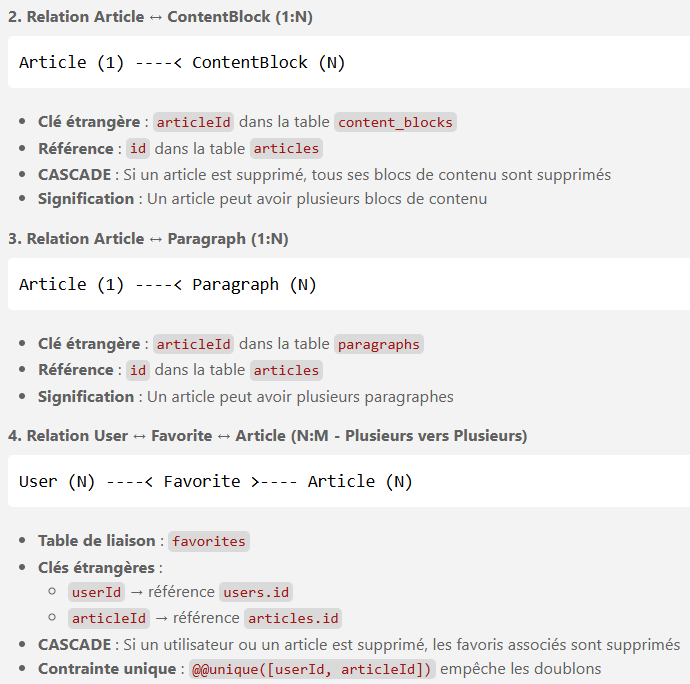 2. Relation Article ↔ ContentBlock (1:N)
Article (1) ----< ContentBlock (N)
• Clé étrangère : articleId dans la table content_blocks
• Référence : id dans la table articles
• CASCADE : Si un article est supprimé, tous ses blocs de contenu sont supprimés
• Signification : Un article peut avoir plusieurs blocs de contenu
3. Relation Article ↔ Paragraph (1:N)
Article (1) ----< Paragraph (N)
• Clé étrangère : articleId dans la table paragraphs
• Référence : id dans la table articles
• Signification : Un article peut avoir plusieurs paragraphes
4. Relation User ↔ Favorite ↔ Article (N:M - Plusieurs vers Plusieurs)
User (N) ----< Favorite >---- Article (N)
• Table de liaison : favorites
• Clés étrangères :
○ userId → référence users.id
○ articleId → référence articles.id
• CASCADE : Si un utilisateur ou un article est supprimé, les favoris associés sont supprimés
• Contrainte unique : @@unique([userId, articleId]) empêche les doublons